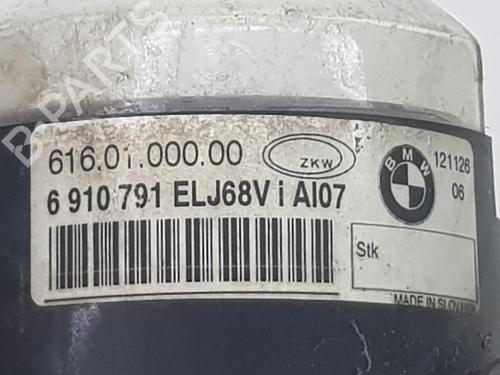 B-PARTS
616.01.000.00
ZKW
BMW
121126
06
6 910 791 ELJ68V i AI07
Stk
MADE IN SLOVAKIA